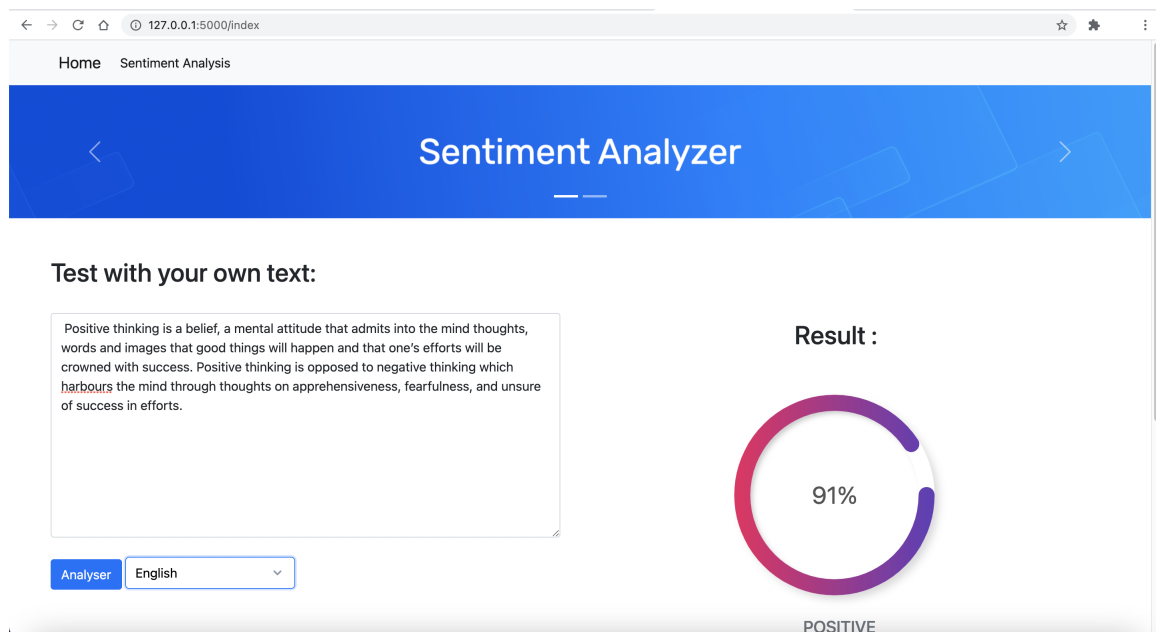 127.0.0.1:5000/index
Home Sentiment Analysis
Sentiment Analyzer
Test with your own text:
Positive thinking is a belief, a mental attitude that admits into the mind thoughts,
words and images that good things will happen and that one’s efforts will be
crowned with success. Positive thinking is opposed to negative thinking which
harbours the mind through thoughts on apprehensiveness, fearfulness, and unsure
of success in efforts.
Analyser English
Result :
91%
POSITIVE